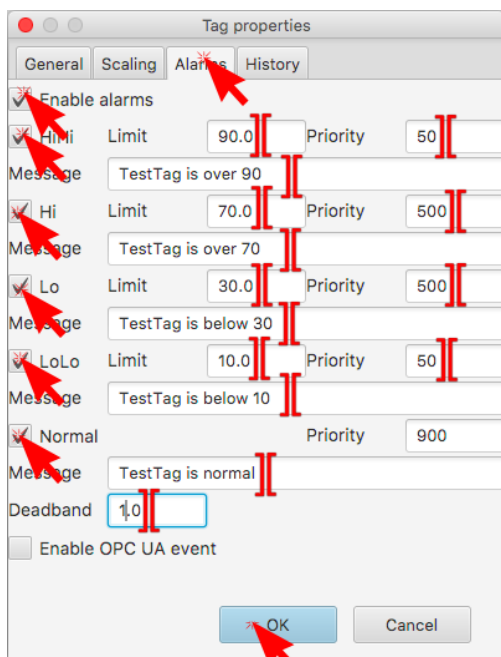 Tag properties
General Scaling Alarms History
Enable alarms
HiHi Limit 90.0 Priority 50
Message TestTag is over 90
Hi Limit 70.0 Priority 500
Message TestTag is over 70
Lo Limit 30.0 Priority 500
Message TestTag is below 30
LoLo Limit 10.0 Priority 50
Message TestTag is below 10
Normal Priority 900
Message TestTag is normal
Deadband 1.0
Enable OPC UA event
OK Cancel